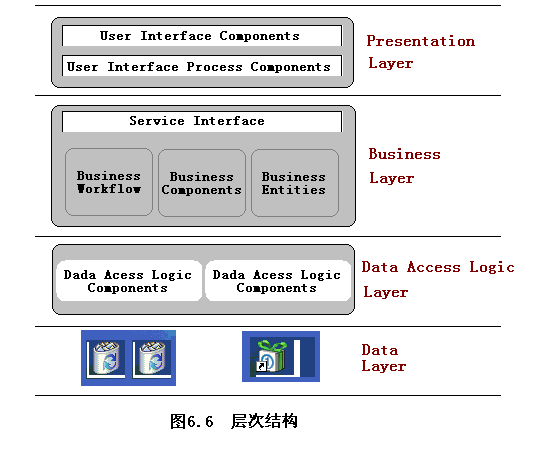 User Interface Components
User Interface Process Components
Presentation
Layer
Service Interface
Business
Workflow
Business
Components
Business
Entities
Business
Layer
Dada Acess Logic
Components
Dada Acess Logic
Components
Data Access Logic
Layer
Data
Layer
图6.6 层次结构